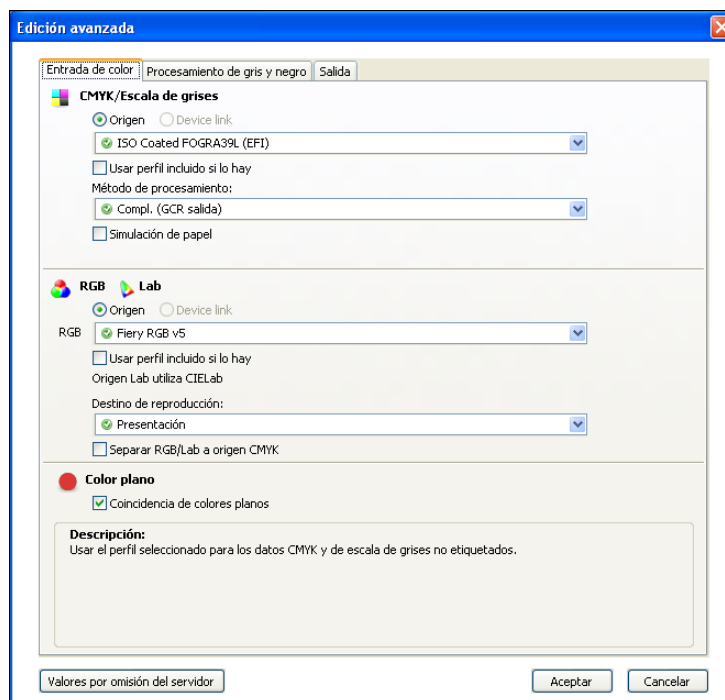 Edición avanzada
Entrada de color Procesamiento de gris y negro Salida
CMYK/Escala de grises
Origen Device link
ISO Coated FOGRA39L (EFI)
Usar perfil incluido si lo hay
Método de procesamiento:
Compl. (GCR salida)
Simulación de papel
RGB Lab
Origen Device link
RGB Fiery RGB v5
Usar perfil incluido si lo hay
Origen Lab utiliza CIELab
Destino de reproducción:
Presentación
Separar RGB/Lab a origen CMYK
Color plano
Coincidencia de colores planos
Descripción:
Usar el perfil seleccionado para los datos CMYK y de escala de grises no etiquetados.
Valores por omisión del servidor Aceptar Cancelar